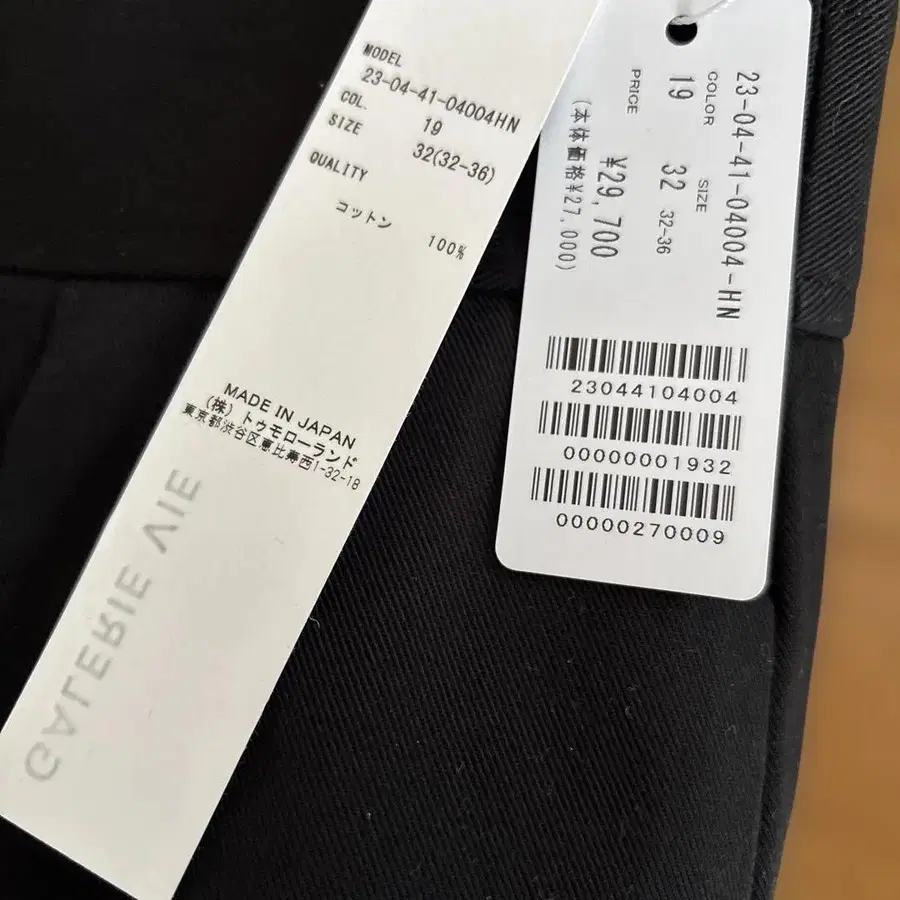 MODEL
23-04-41-04004HN
COL. 19
SIZE 32(32-36)
QUALITY
コットン 100%
MADE IN JAPAN
(株)トゥモローランド
東京都渋谷区恵比寿西1-32-18
GALERIE VIE
23-04-41-04004-HN
COLOR SIZE
19 32 32-36
PRICE
¥29,700
(本体価格¥27,000)
23044104004
00000001932
00000270009